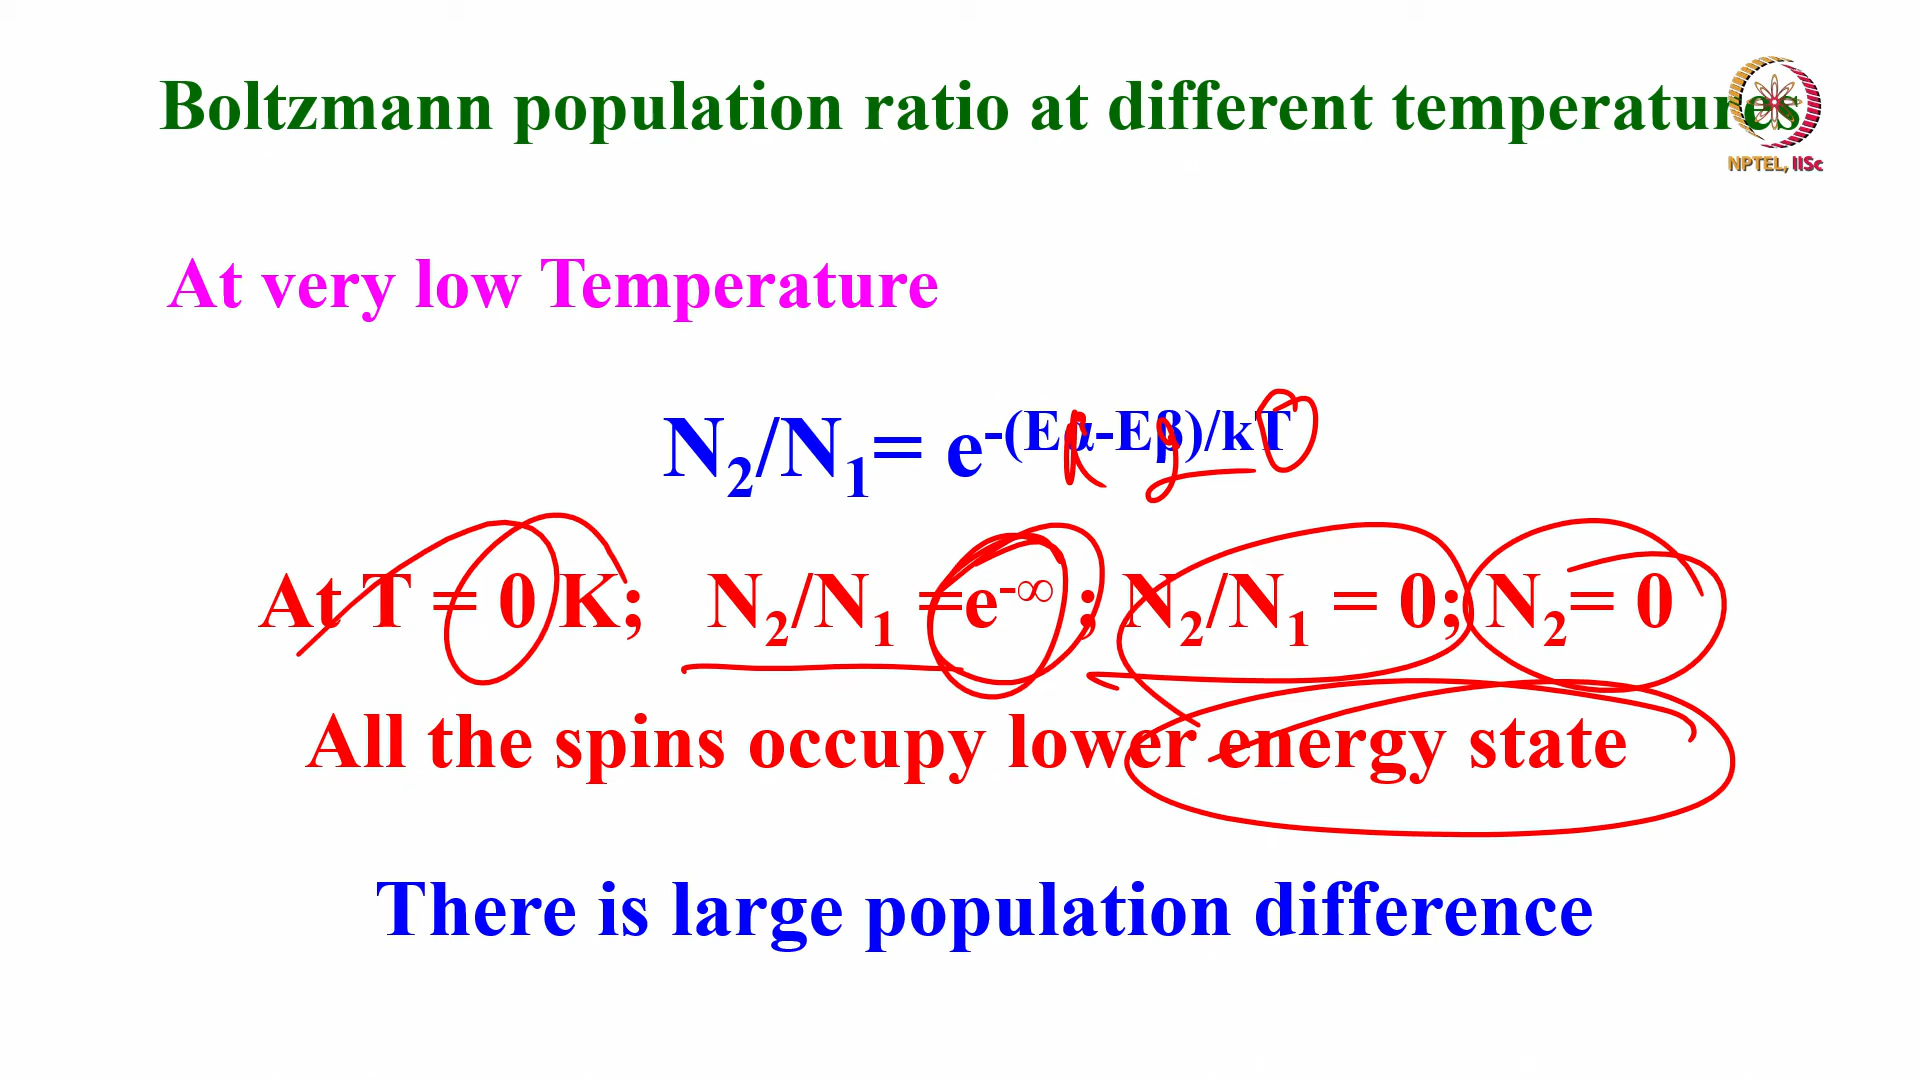 Boltzmann population ratio at different temperatures
NPTEL, IISc
At very low Temperature
N₂/N₁= e^-(Eα-Eβ)/kT
At T = 0 K; N₂/N₁ =e^-∞ ; N₂/N₁ = 0; N₂= 0
All the spins occupy lower energy state
There is large population difference